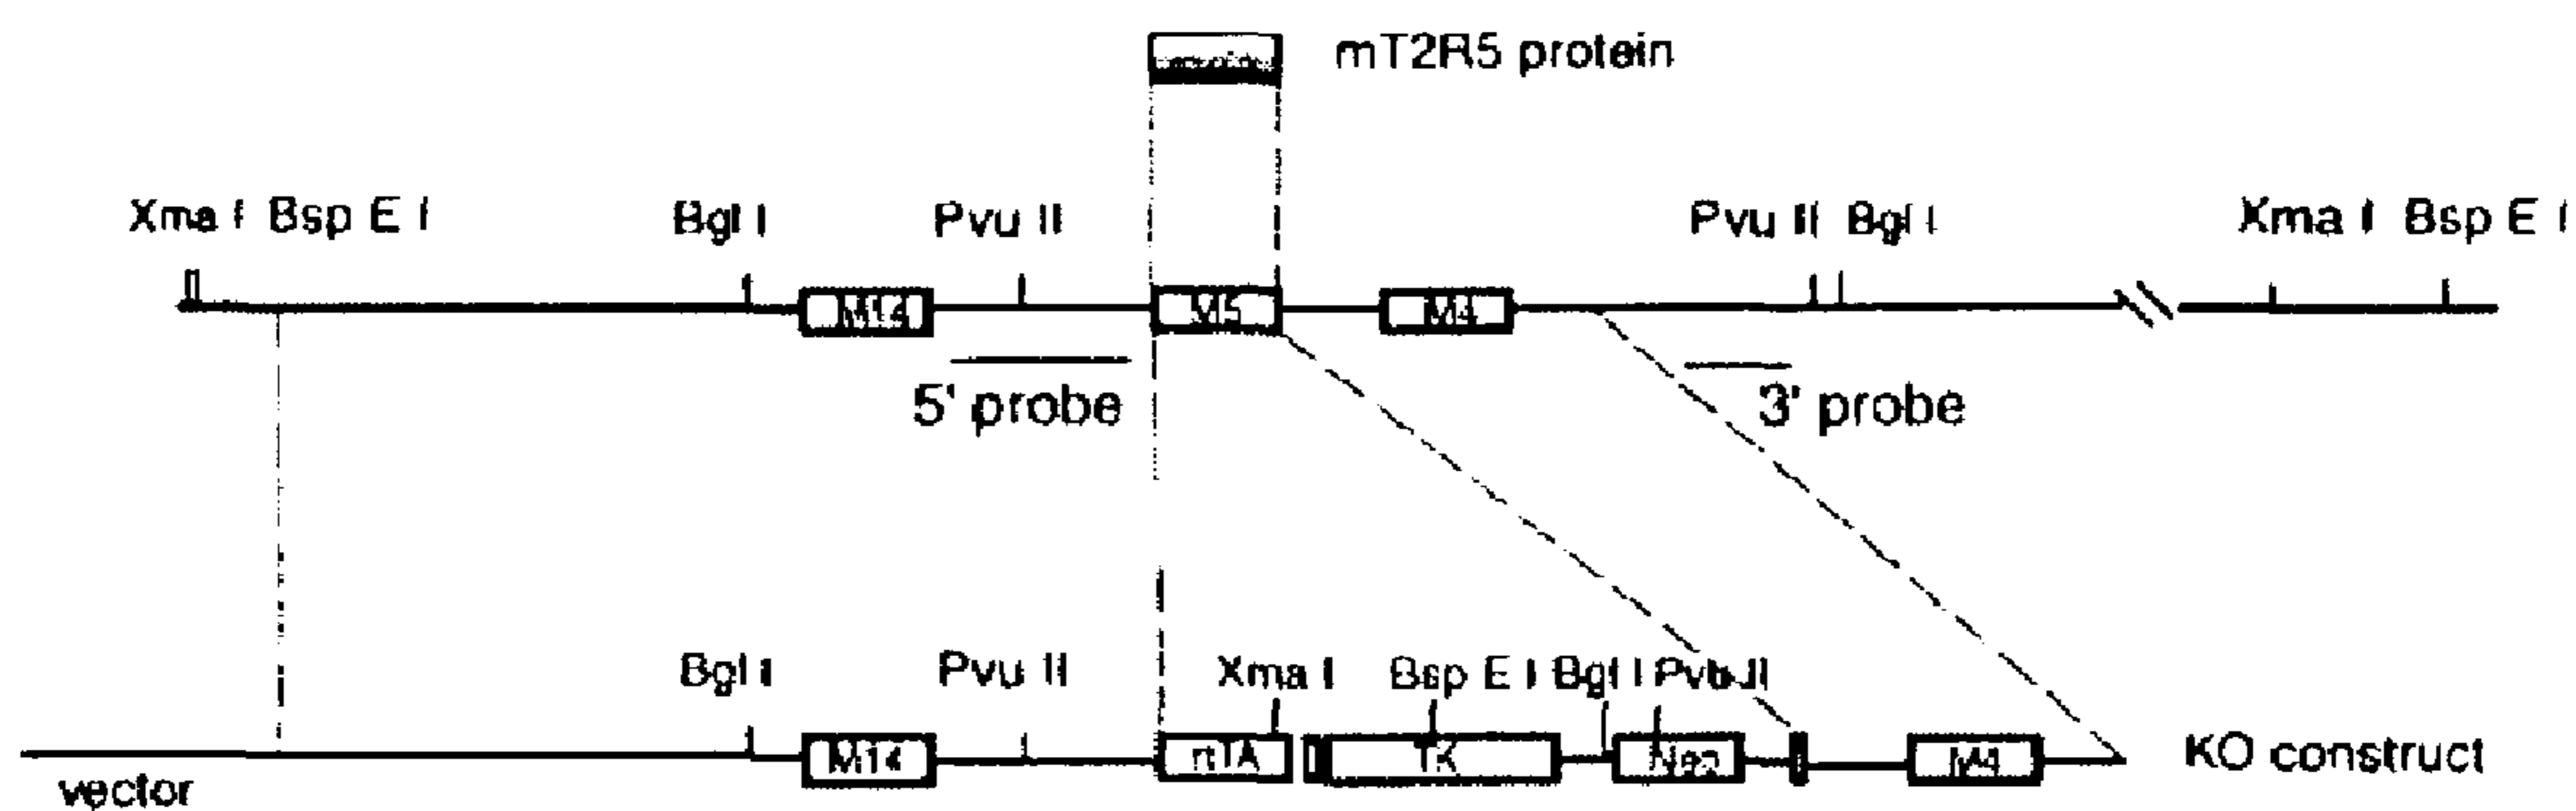 mT2R5 protein
Xma I Bsp E I Bgl I Pvu II Pvu II Bgl I Xma I Bsp E I
M14 M5 M4
5' probe 3' probe
Bgl I Pvu II Xma I Bsp E I Bgl I Pvu II
M14 rtTA TK Neo M4 KO construct
vector